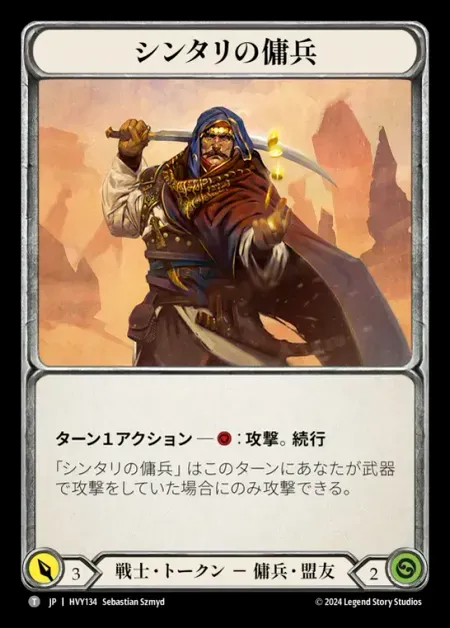 シンタリの傭兵
ターン1アクション ― : 攻撃。続行
「シンタリの傭兵」はこのターンにあなたが武器
で攻撃をしていた場合にのみ攻撃できる。
3 戦士・トークン － 傭兵・盟友 2
T JP | HVY134 Sebastian Szmyd © 2024 Legend Story Studios